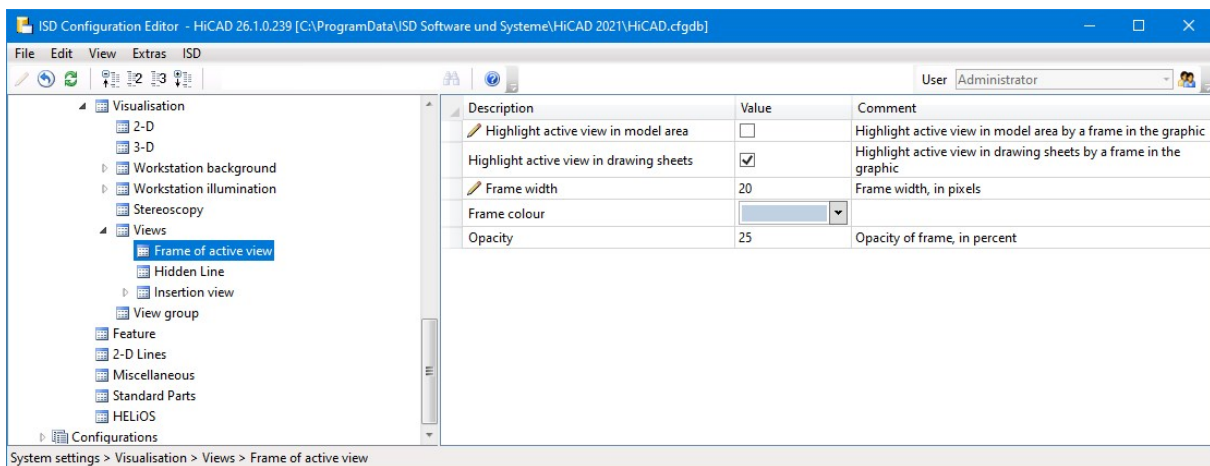 ISD Configuration Editor - HiCAD 26.1.0.239 [C:\ProgramData\ISD Software und Systeme\HiCAD 2021\HiCAD.cfgdb]
File Edit View Extras ISD
User Administrator
Visualisation
2-D
3-D
Workstation background
Workstation illumination
Stereoscopy
Views
Frame of active view
Hidden Line
Insertion view
View group
Feature
2-D Lines
Miscellaneous
Standard Parts
HELiOS
Configurations
Description Value Comment
Highlight active view in model area Highlight active view in model area by a frame in the graphic
Highlight active view in drawing sheets Highlight active view in drawing sheets by a frame in the
graphic
Frame width 20 Frame width, in pixels
Frame colour
Opacity 25 Opacity of frame, in percent
System settings > Visualisation > Views > Frame of active view